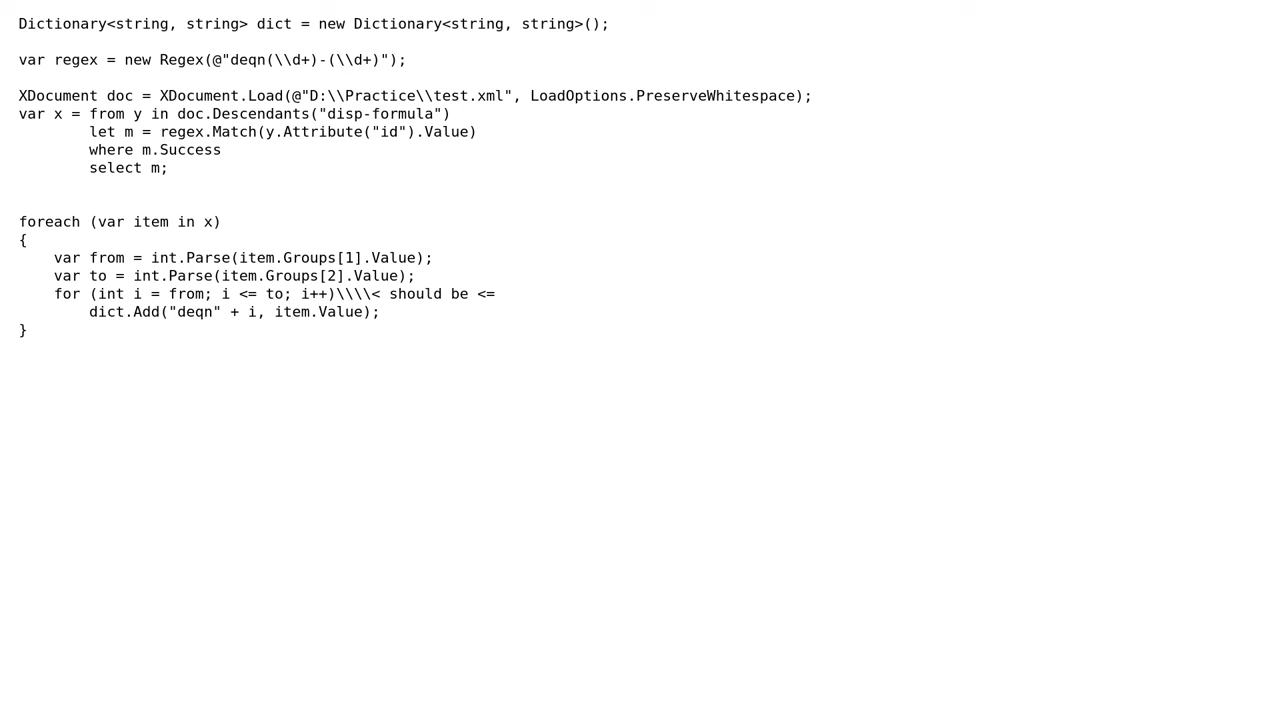 Dictionary<string, string> dict = new Dictionary<string, string>();
var regex = new Regex(@"deqn(\\d+)-(\\d+)");
XDocument doc = XDocument.Load(@"D:\\Practice\\test.xml", LoadOptions.PreserveWhitespace);
var x = from y in doc.Descendants("disp-formula")
        let m = regex.Match(y.Attribute("id").Value)
        where m.Success
        select m;
foreach (var item in x)
{
    var from = int.Parse(item.Groups[1].Value);
    var to = int.Parse(item.Groups[2].Value);
    for (int i = from; i <= to; i++)\\\\< should be <=
        dict.Add("deqn" + i, item.Value);
}